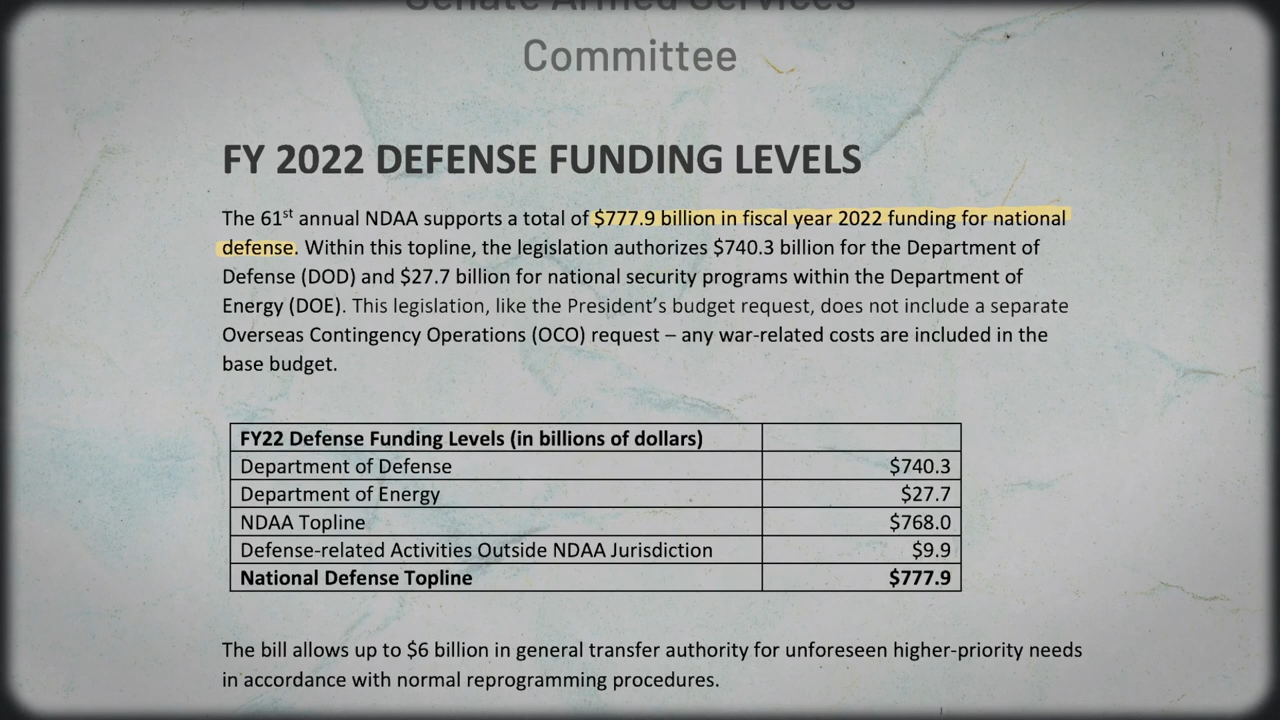 Senate Armed Services
Committee
FY 2022 DEFENSE FUNDING LEVELS
The 61st annual NDAA supports a total of $777.9 billion in fiscal year 2022 funding for national
defense. Within this topline, the legislation authorizes $740.3 billion for the Department of
Defense (DOD) and $27.7 billion for national security programs within the Department of
Energy (DOE). This legislation, like the President’s budget request, does not include a separate
Overseas Contingency Operations (OCO) request – any war-related costs are included in the
base budget.
FY22 Defense Funding Levels (in billions of dollars)
Department of Defense $740.3
Department of Energy $27.7
NDAA Topline $768.0
Defense-related Activities Outside NDAA Jurisdiction $9.9
National Defense Topline $777.9
The bill allows up to $6 billion in general transfer authority for unforeseen higher-priority needs
in accordance with normal reprogramming procedures.